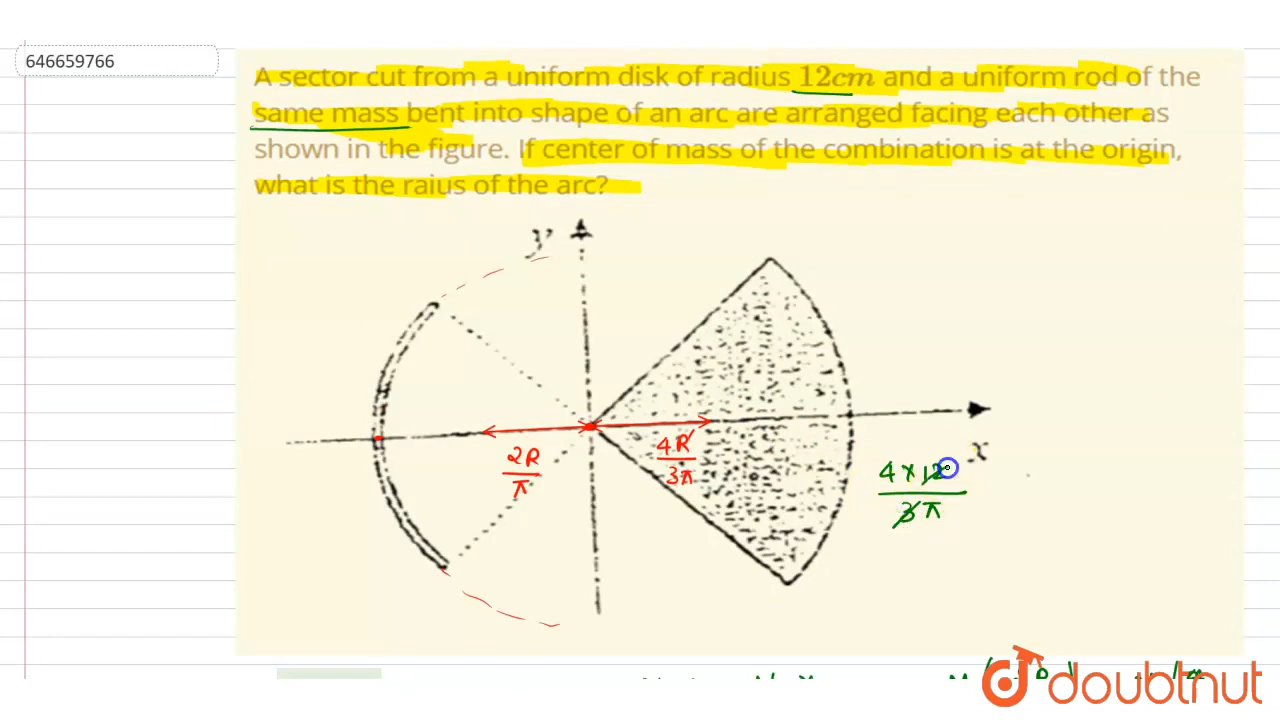 646659766
A sector cut from a uniform disk of radius 12cm and a uniform rod of the
same mass bent into shape of an arc are arranged facing each other as
shown in the figure. If center of mass of the combination is at the origin,
what is the raius of the arc?
y
2R
π
4R
3π
x
4×12
3π
doubtnut